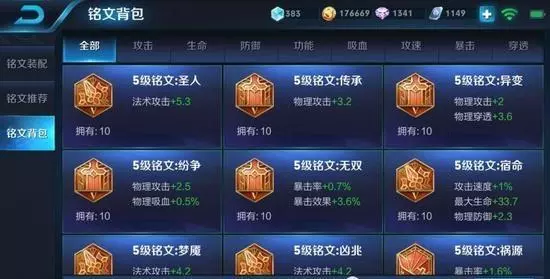 铭文背包
383
176669
1341
1149
全部 攻击 生命 防御 功能 吸血 攻速 暴击 穿透
铭文装配
铭文推荐
铭文背包
5级铭文:圣人
法术攻击+5.3
拥有:10
5级铭文:传承
物理攻击+3.2
拥有:10
5级铭文:异变
物理攻击+2
物理穿透+3.6
拥有:10
5级铭文:纷争
物理攻击+2.5
物理吸血+0.5%
拥有:10
5级铭文:无双
暴击率+0.7%
暴击效果+3.6%
拥有:10
5级铭文:宿命
攻击速度+1%
最大生命+33.7
物理防御+2.3
拥有:10
5级铭文:梦魇
法术攻击+4.2
5级铭文:凶兆
法术攻击+4.2
5级铭文:祸源
暴击率+1.6%